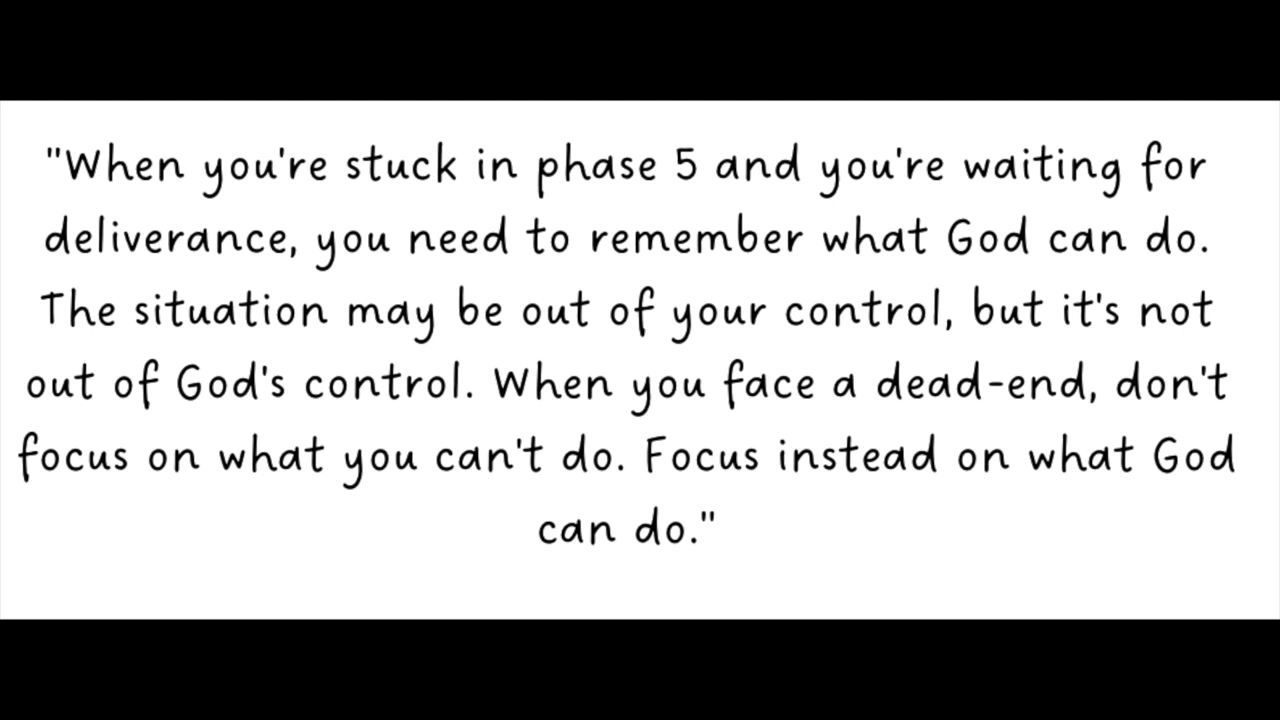 "When you're stuck in phase 5 and you're waiting for
deliverance, you need to remember what God can do.
The situation may be out of your control, but it's not
out of God's control. When you face a dead-end, don't
focus on what you can't do. Focus instead on what God
can do."